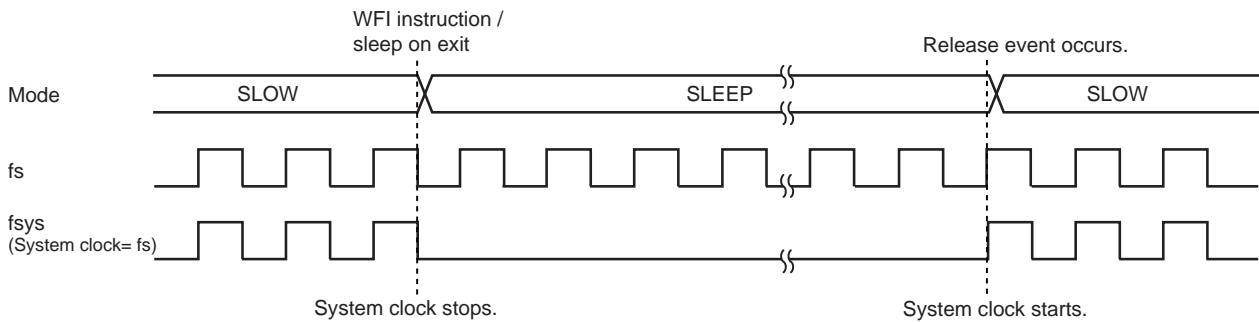 WFI instruction /
sleep on exit
Release event occurs.
Mode
SLOW
SLEEP
SLOW
fs
fsys
(System clock= fs)
System clock stops.
System clock starts.